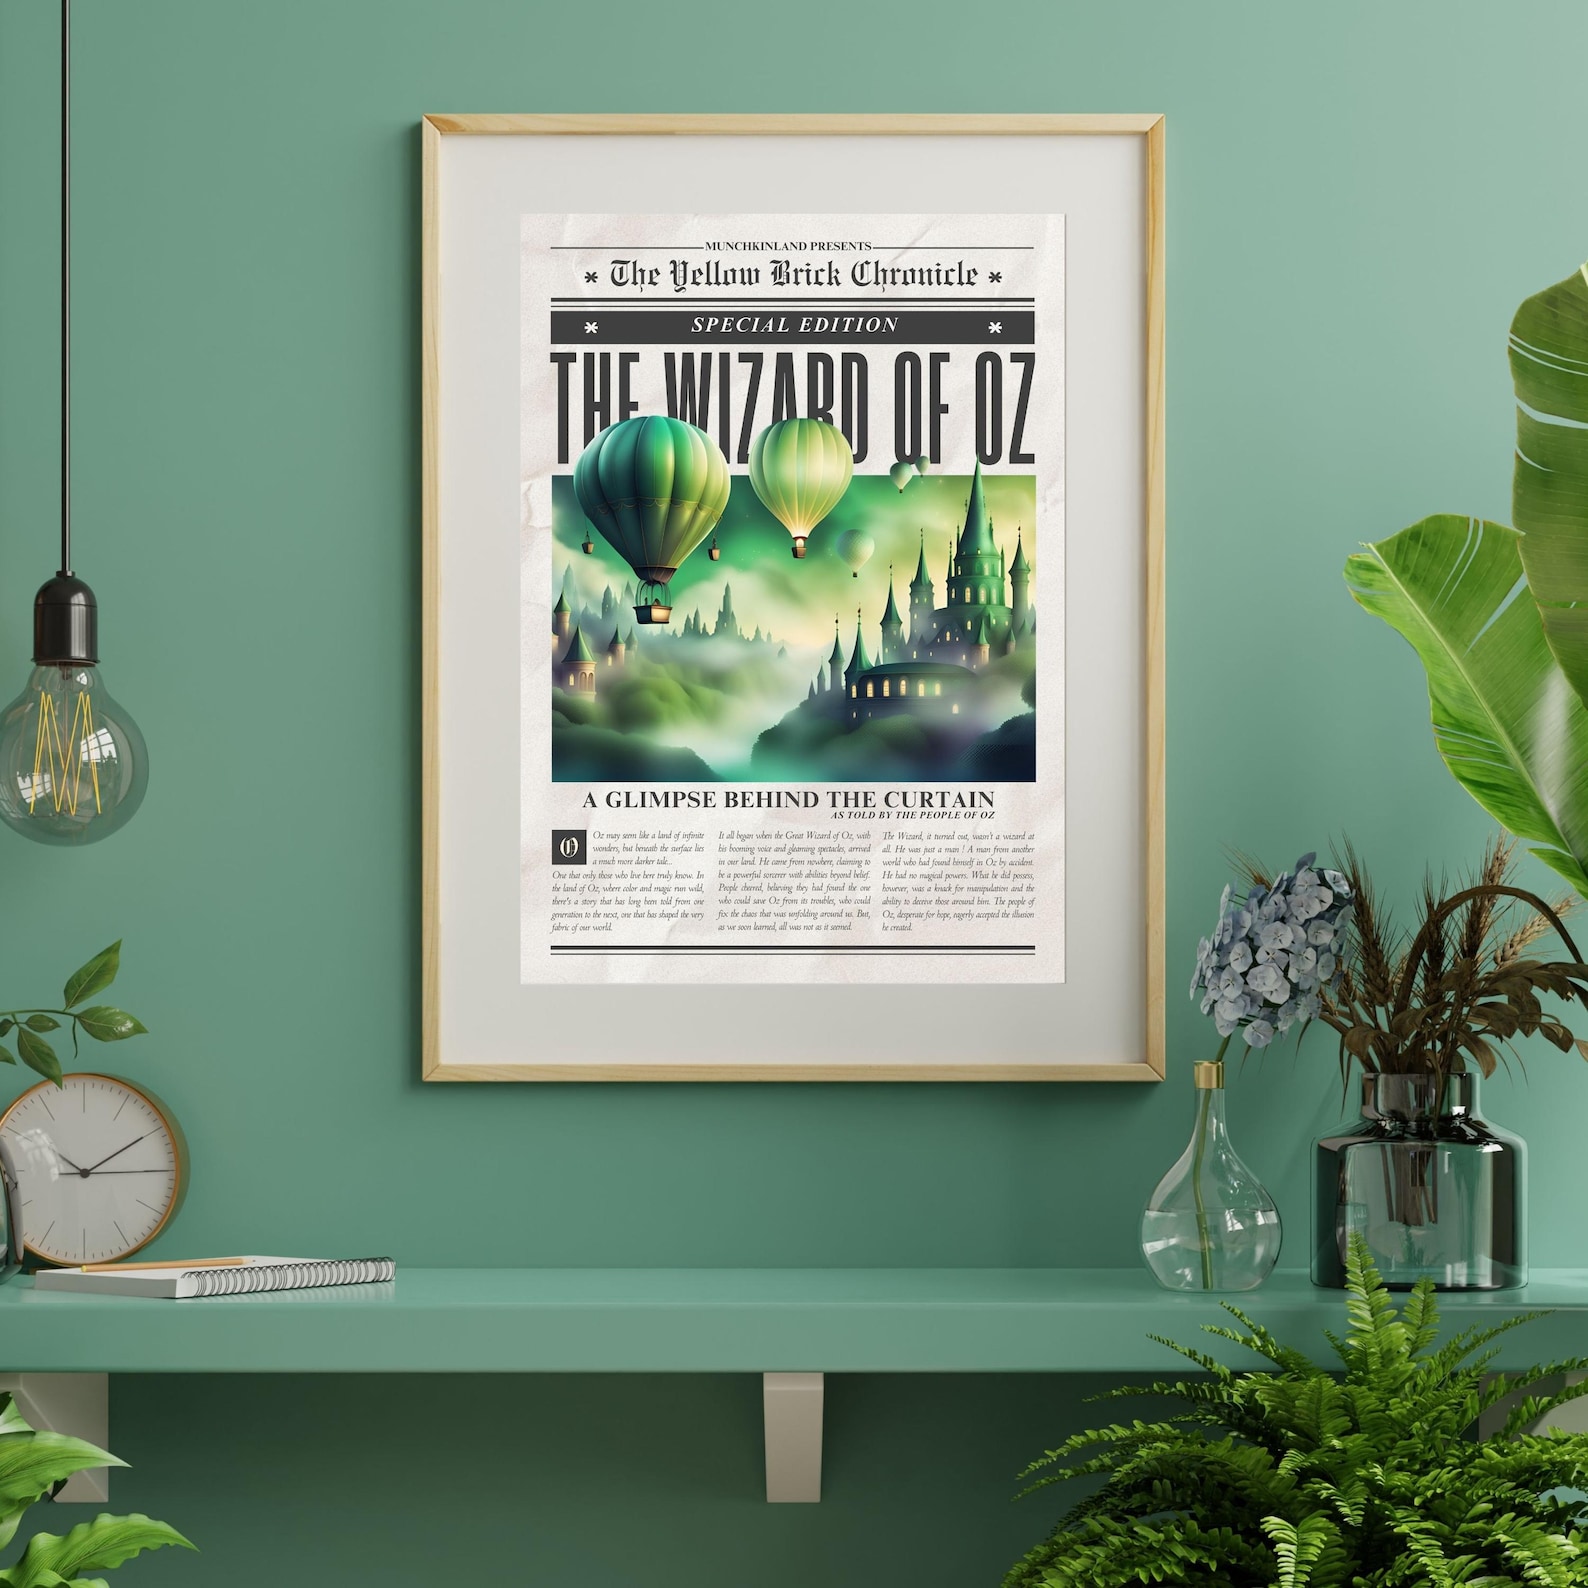 MUNCHKINLAND PRESENTS
* The Yellow Brick Chronicle *
* SPECIAL EDITION *
THE WIZARD OF OZ
A GLIMPSE BEHIND THE CURTAIN
AS TOLD BY THE PEOPLE OF OZ
O
Oz may seem like a land of infinite
wonders, but beneath the surface lies
a much more darker tale...
One that only those who live here truly know. In
the land of Oz, where color and magic run wild,
there's a story that has long been told from one
generation to the next, one that has shaped the very
fabric of our world.
It all began when the Great Wizard of Oz, with
his booming voice and gleaming spectacles, arrived
in our land. He came from nowhere, claiming to
be a powerful sorcerer with abilities beyond belief.
People cheered, believing they had found the one
who could save Oz from its troubles, who could
fix the chaos that was unfolding around us. But,
as we soon learned, all was not as it seemed.
The Wizard, it turned out, wasn't a wizard at
all. He was just a man ! A man from another
world who had found himself in Oz by accident.
He had no magical powers. What he did possess,
however, was a knack for manipulation and the
ability to deceive those around him. The people of
Oz, desperate for hope, eagerly accepted the illusion
he created.